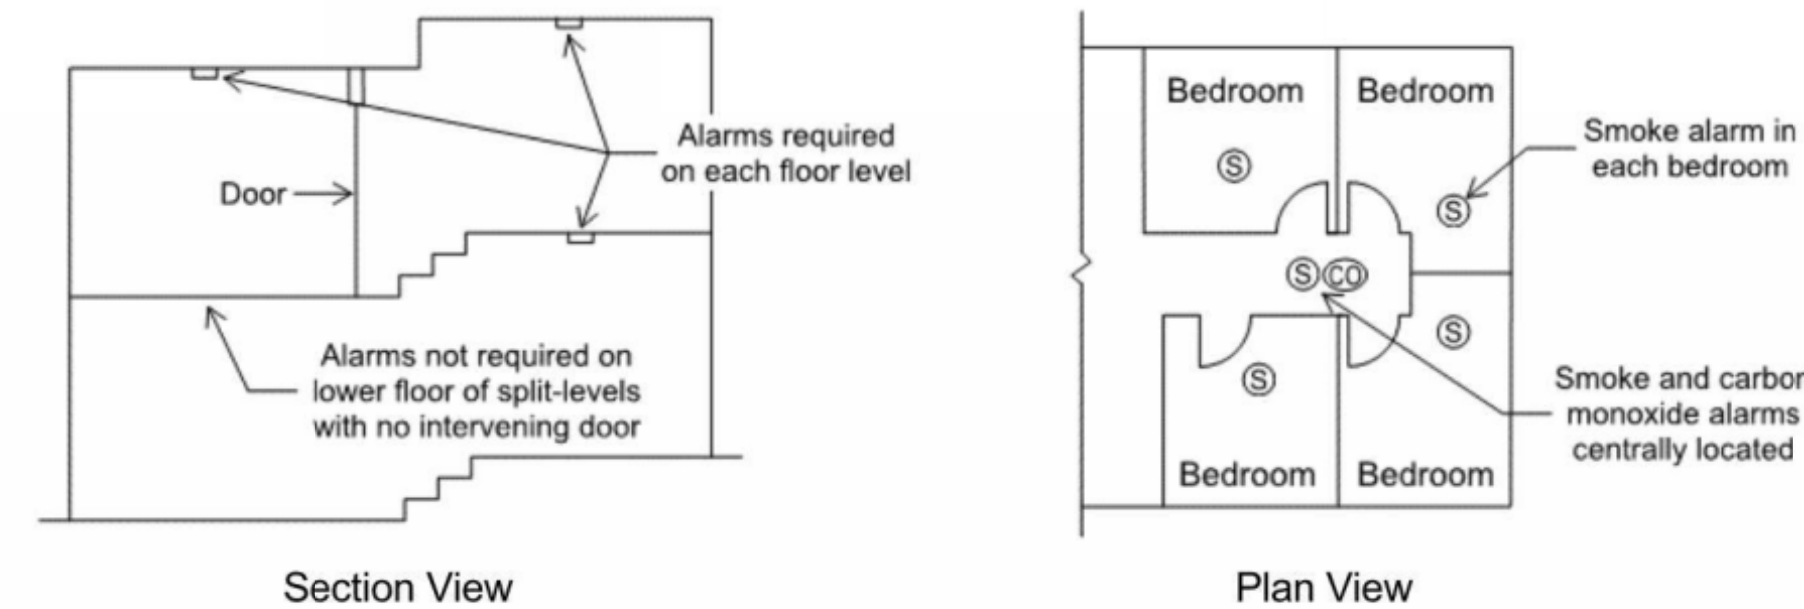 Alarms required
on each floor level
Door
Alarms not required on
lower floor of split-levels
with no intervening door
Section View
Bedroom
Bedroom
Smoke alarm in
each bedroom
S
S
S
CO
S
S
Smoke and carbon
monoxide alarms
centrally located
Bedroom
Bedroom
Plan View